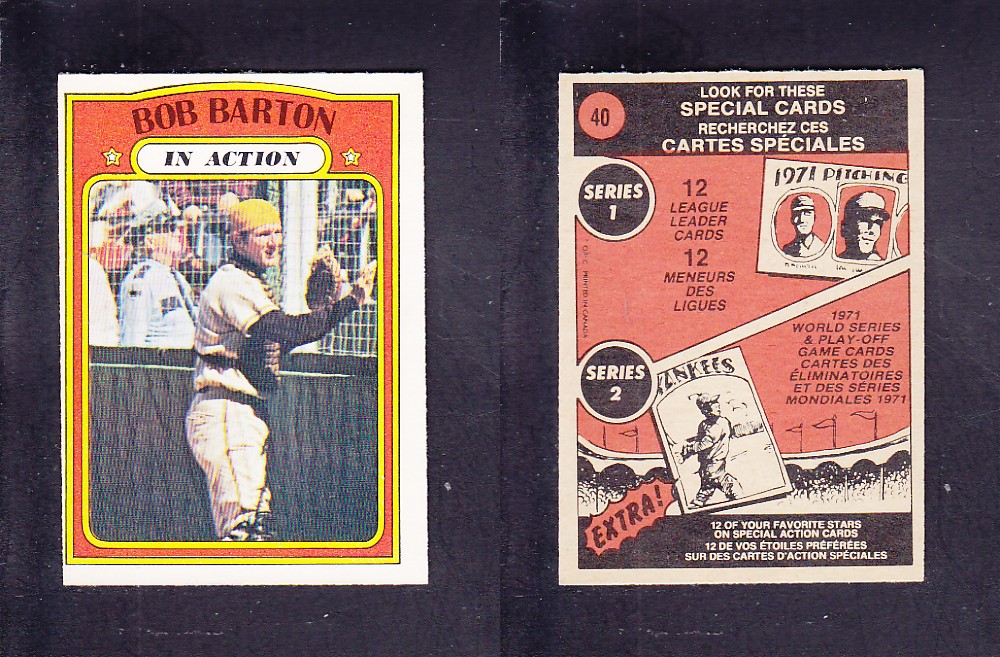 BOB BARTON
IN ACTION
40
LOOK FOR THESE
SPECIAL CARDS
RECHERCHEZ CES
CARTES SPÉCIALES
SERIES
1
12
LEAGUE
LEADER
CARDS
12
MENEURS
DES
LIGUES
1971 PITCHING
PRINTED IN CANADA
1971
WORLD SERIES
& PLAY-OFF
GAME CARDS
CARTES DES
ÉLIMINATOIRES
ET DES SÉRIES
MONDIALES 1971
SERIES
2
YANKEES
EXTRA!
12 OF YOUR FAVORITE STARS
ON SPECIAL ACTION CARDS
12 DE VOS ÉTOILES PRÉFÉRÉES
SUR DES CARTES D'ACTION SPÉCIALES